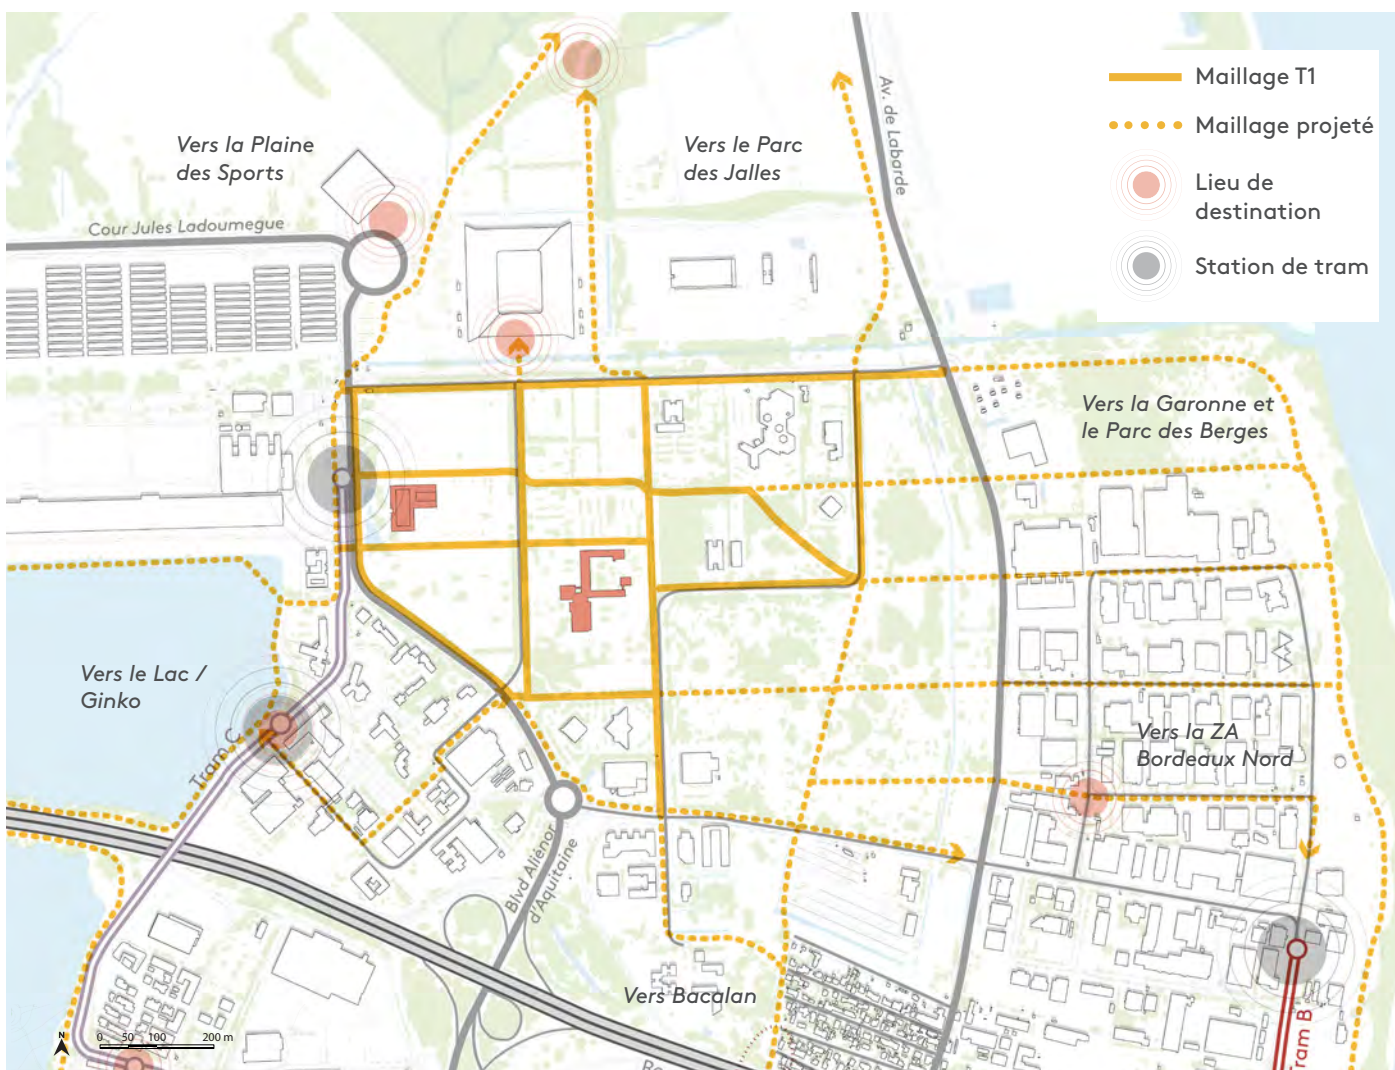 Maillage T1
Maillage projeté
Lieu de
destination
Station de tram
Vers la Plaine
des Sports
Vers le Parc
des Jalles
Av. de Labarde
Cour Jules Ladoumegue
Vers la Garonne et
le Parc des Berges
Vers le Lac /
Ginko
Tram C
Vers la ZA
Bordeaux Nord
Blvd Aliénor
d'Aquitaine
Vers Bacalan
Tram B
N
0 50 100 200 m